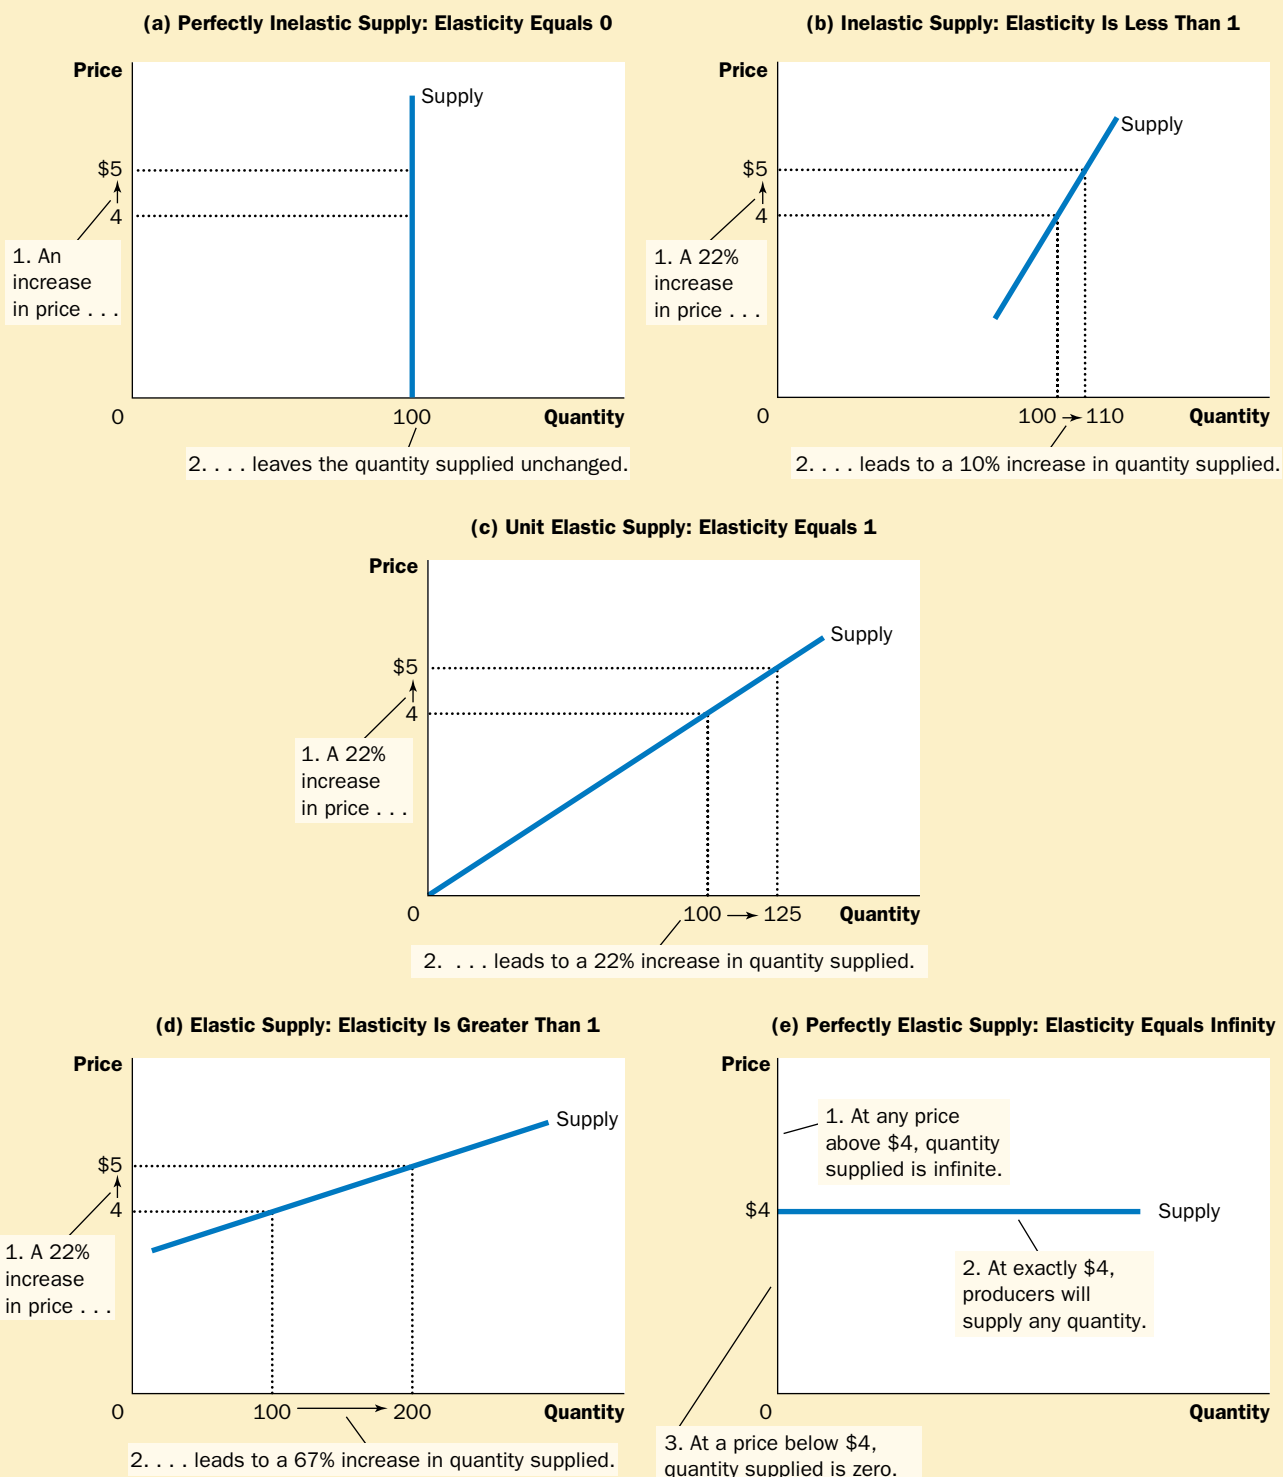 (a) Perfectly Inelastic Supply: Elasticity Equals 0
Price
Supply
$5
4
1. An
increase
in price . . .
0
100
Quantity
2. . . . leaves the quantity supplied unchanged.
(b) Inelastic Supply: Elasticity Is Less Than 1
Price
Supply
$5
4
1. A 22%
increase
in price . . .
0
100
110
Quantity
2. . . . leads to a 10% increase in quantity supplied.
(c) Unit Elastic Supply: Elasticity Equals 1
Price
Supply
$5
4
1. A 22%
increase
in price . . .
0
100
125
Quantity
2. . . . leads to a 22% increase in quantity supplied.
(d) Elastic Supply: Elasticity Is Greater Than 1
Price
Supply
$5
4
1. A 22%
increase
in price . . .
0
100
200
Quantity
2. . . . leads to a 67% increase in quantity supplied.
(e) Perfectly Elastic Supply: Elasticity Equals Infinity
Price
1. At any price
above $4, quantity
supplied is infinite.
$4
Supply
2. At exactly $4,
producers will
supply any quantity.
0
Quantity
3. At a price below $4,
quantity supplied is zero.